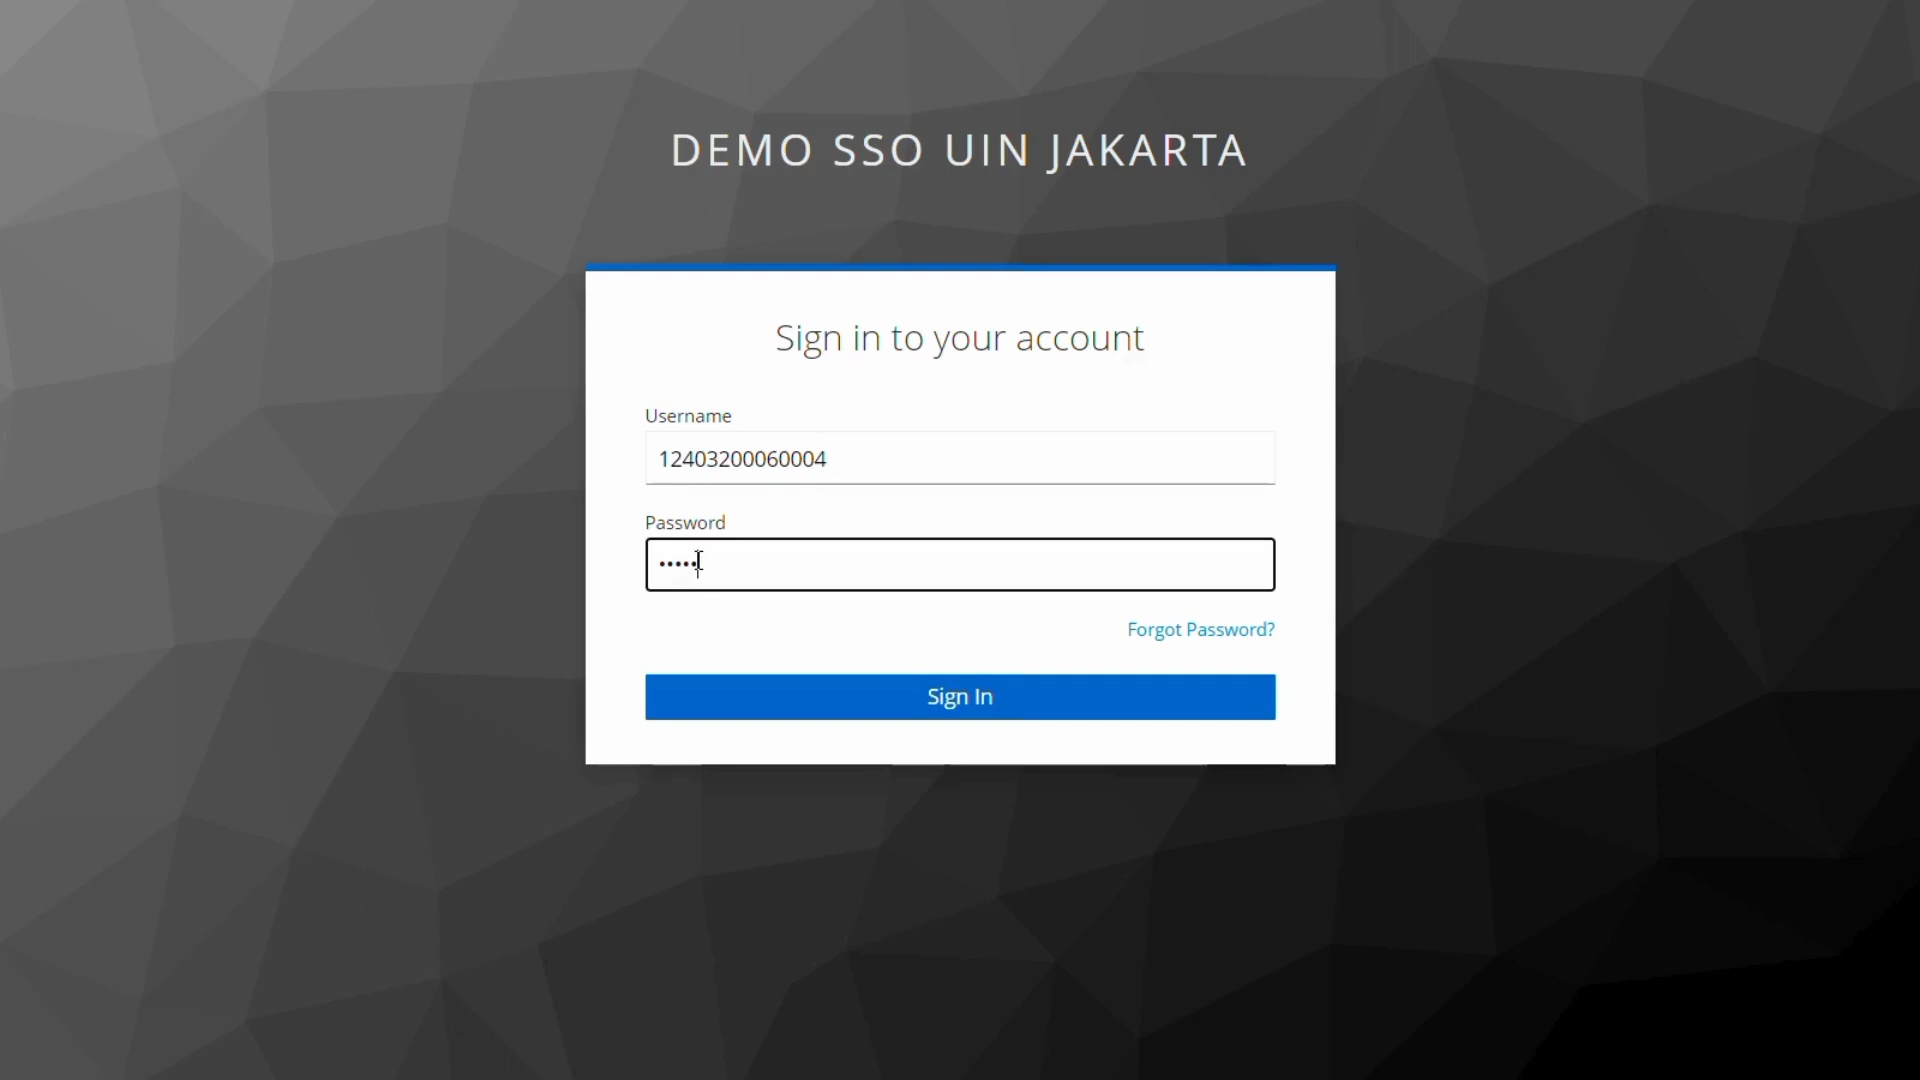 DEMO SSO UIN JAKARTA
Sign in to your account
Username
12403200060004
Password
•••••
Forgot Password?
Sign In